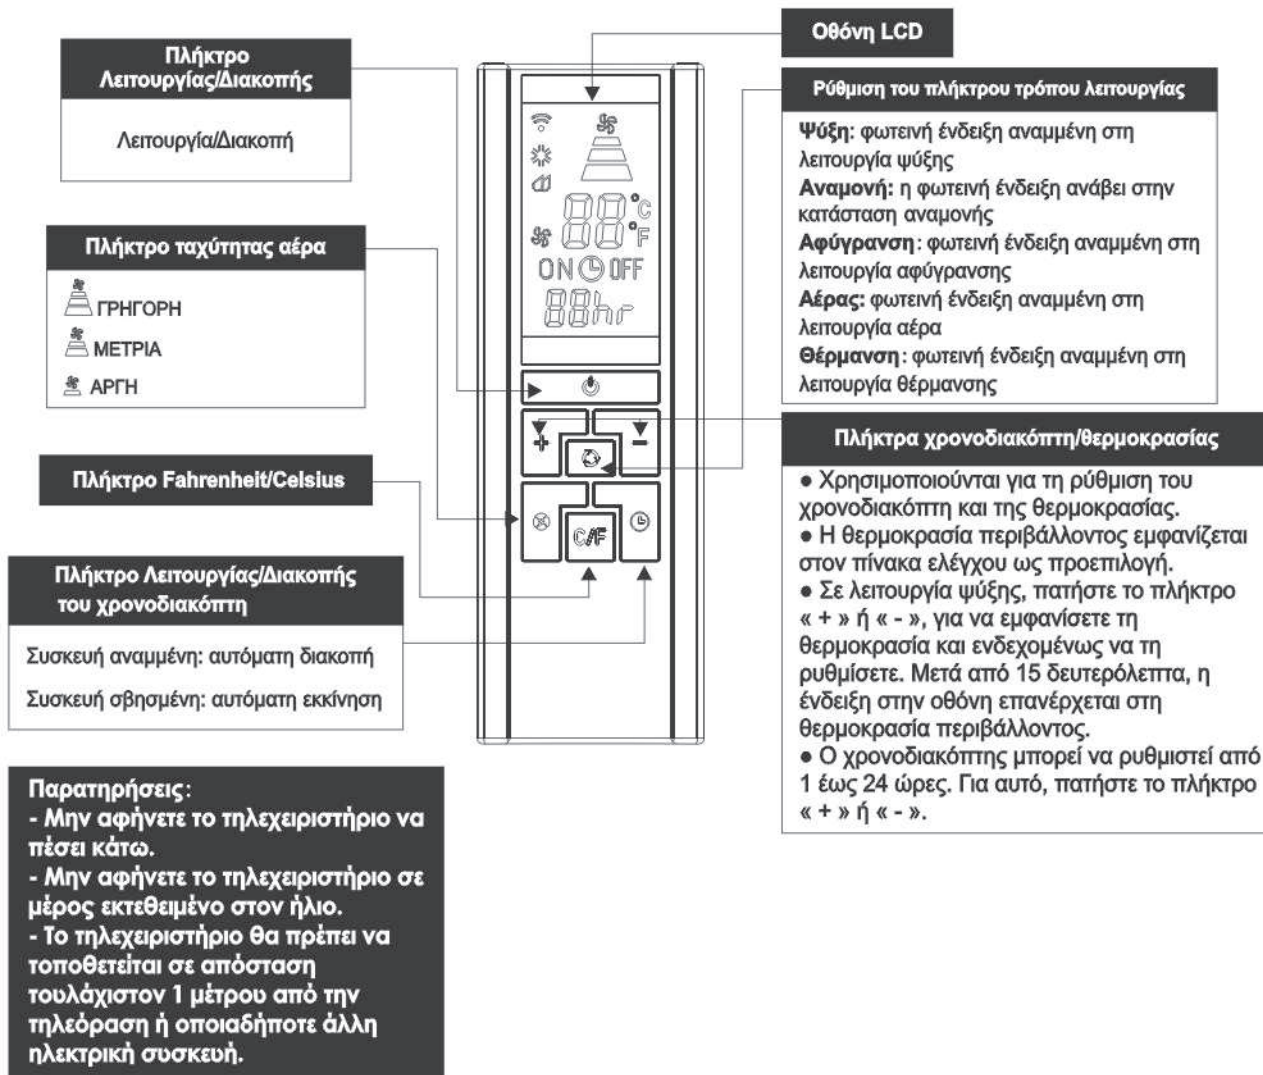 Πλήκτρο
Λειτουργίας/Διακοπής
Λειτουργία/Διακοπή
Πλήκτρο ταχύτητας αέρα
ΓΡΗΓΟΡΗ
ΜΕΤΡΙΑ
ΑΡΓΗ
Πλήκτρο Fahrenheit/Celsius
Πλήκτρο Λειτουργίας/Διακοπής
του χρονοδιακόπτη
Συσκευή αναμμένη: αυτόματη διακοπή
Συσκευή σβησμένη: αυτόματη εκκίνηση
Παρατηρήσεις:
- Μην αφήνετε το τηλεχειριστήριο να
πέσει κάτω.
- Μην αφήνετε το τηλεχειριστήριο σε
μέρος εκτεθειμένο στον ήλιο.
- Το τηλεχειριστήριο θα πρέπει να
τοποθετείται σε απόσταση
τουλάχιστον 1 μέτρου από την
τηλεόραση ή οποιαδήποτε άλλη
ηλεκτρική συσκευή.
88 °C
°F
ON OFF
88hr
+ -
C/F
Οθόνη LCD
Ρύθμιση του πλήκτρου τρόπου λειτουργίας
Ψύξη: φωτεινή ένδειξη αναμμένη στη
λειτουργία ψύξης
Αναμονή: η φωτεινή ένδειξη ανάβει στην
κατάσταση αναμονής
Αφύγρανση: φωτεινή ένδειξη αναμμένη στη
λειτουργία αφύγρανσης
Αέρας: φωτεινή ένδειξη αναμμένη στη
λειτουργία αέρα
Θέρμανση: φωτεινή ένδειξη αναμμένη στη
λειτουργία θέρμανσης
Πλήκτρα χρονοδιακόπτη/θερμοκρασίας
● Χρησιμοποιούνται για τη ρύθμιση του
χρονοδιακόπτη και της θερμοκρασίας.
● Η θερμοκρασία περιβάλλοντος εμφανίζεται
στον πίνακα ελέγχου ως προεπιλογή.
● Σε λειτουργία ψύξης, πατήστε το πλήκτρο
« + » ή « - », για να εμφανίσετε τη
θερμοκρασία και ενδεχομένως να τη
ρυθμίσετε. Μετά από 15 δευτερόλεπτα, η
ένδειξη στην οθόνη επανέρχεται στη
θερμοκρασία περιβάλλοντος.
● Ο χρονοδιακόπτης μπορεί να ρυθμιστεί από
1 έως 24 ώρες. Για αυτό, πατήστε το πλήκτρο
« + » ή « - ».